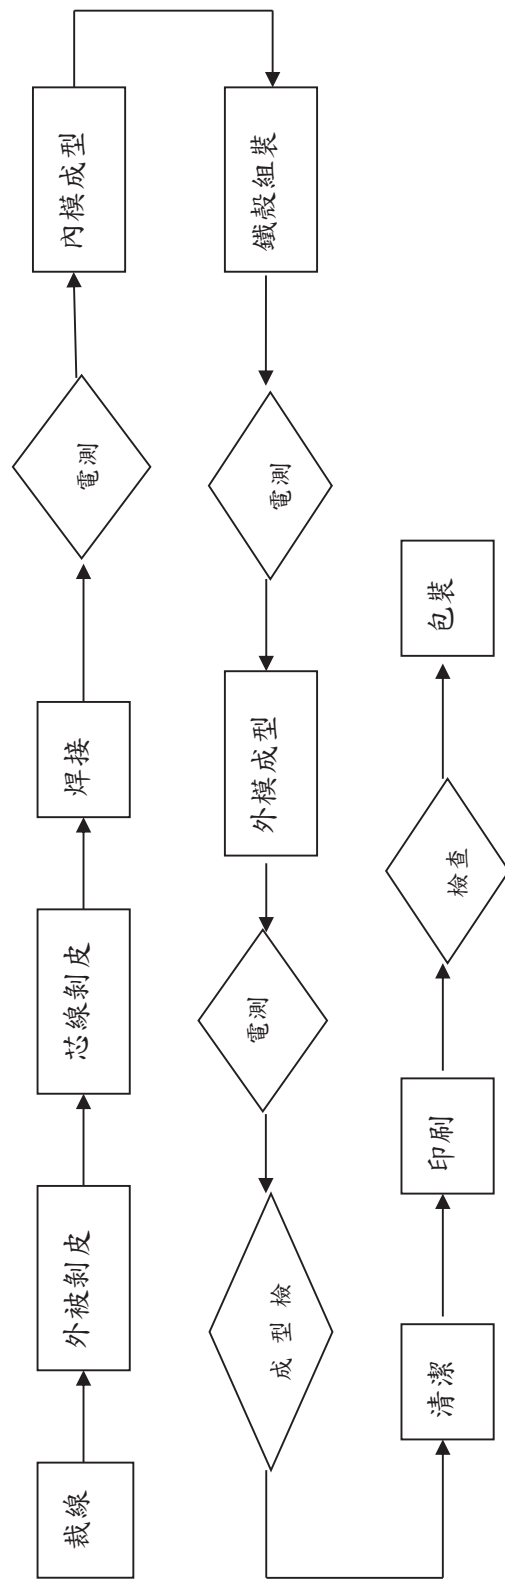 裁線
外被剝皮
芯線剝皮
焊接
電測
內模成型
鐵殼組裝
電測
外模成型
電測
成型檢
清潔
印刷
檢查
包裝